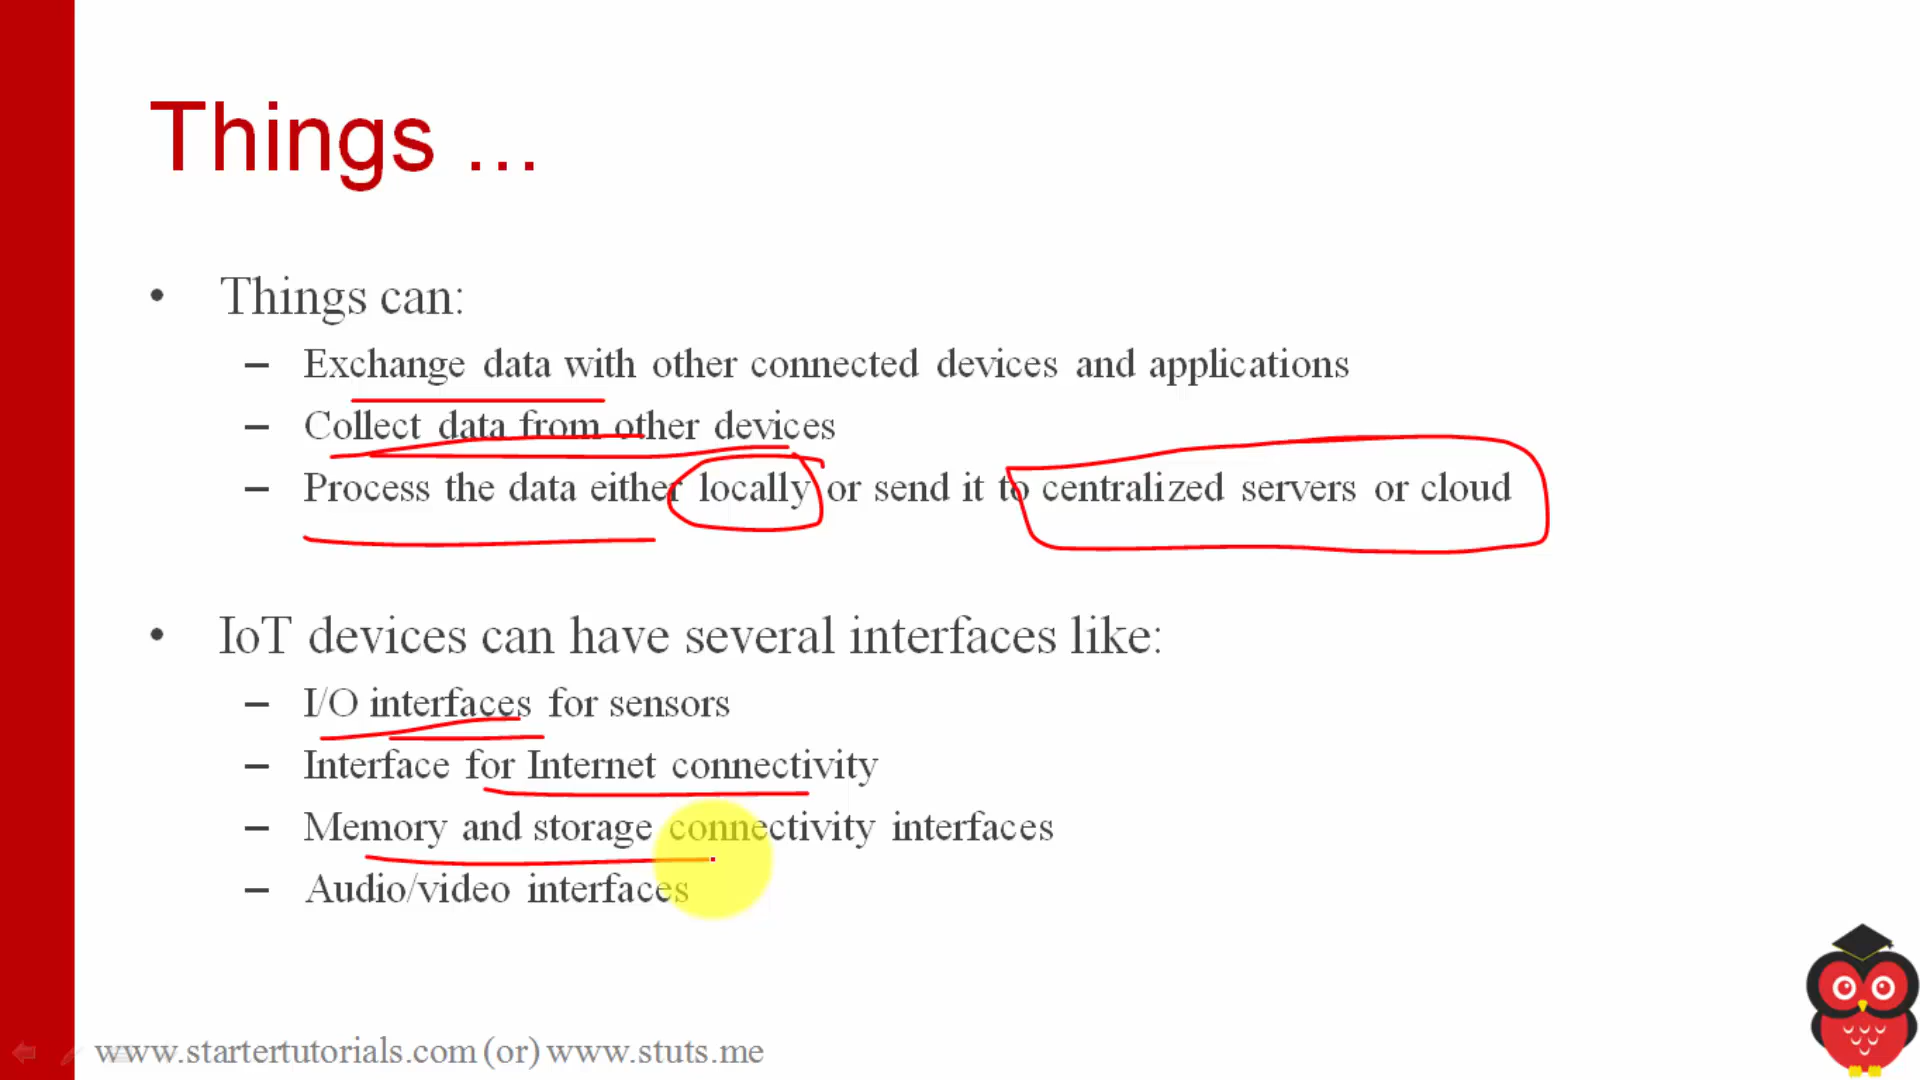 Things ...
• Things can:
– Exchange data with other connected devices and applications
– Collect data from other devices
– Process the data either locally or send it to centralized servers or cloud
• IoT devices can have several interfaces like:
– I/O interfaces for sensors
– Interface for Internet connectivity
– Memory and storage connectivity interfaces
– Audio/video interfaces
www.startertutorials.com (or) www.stuts.me